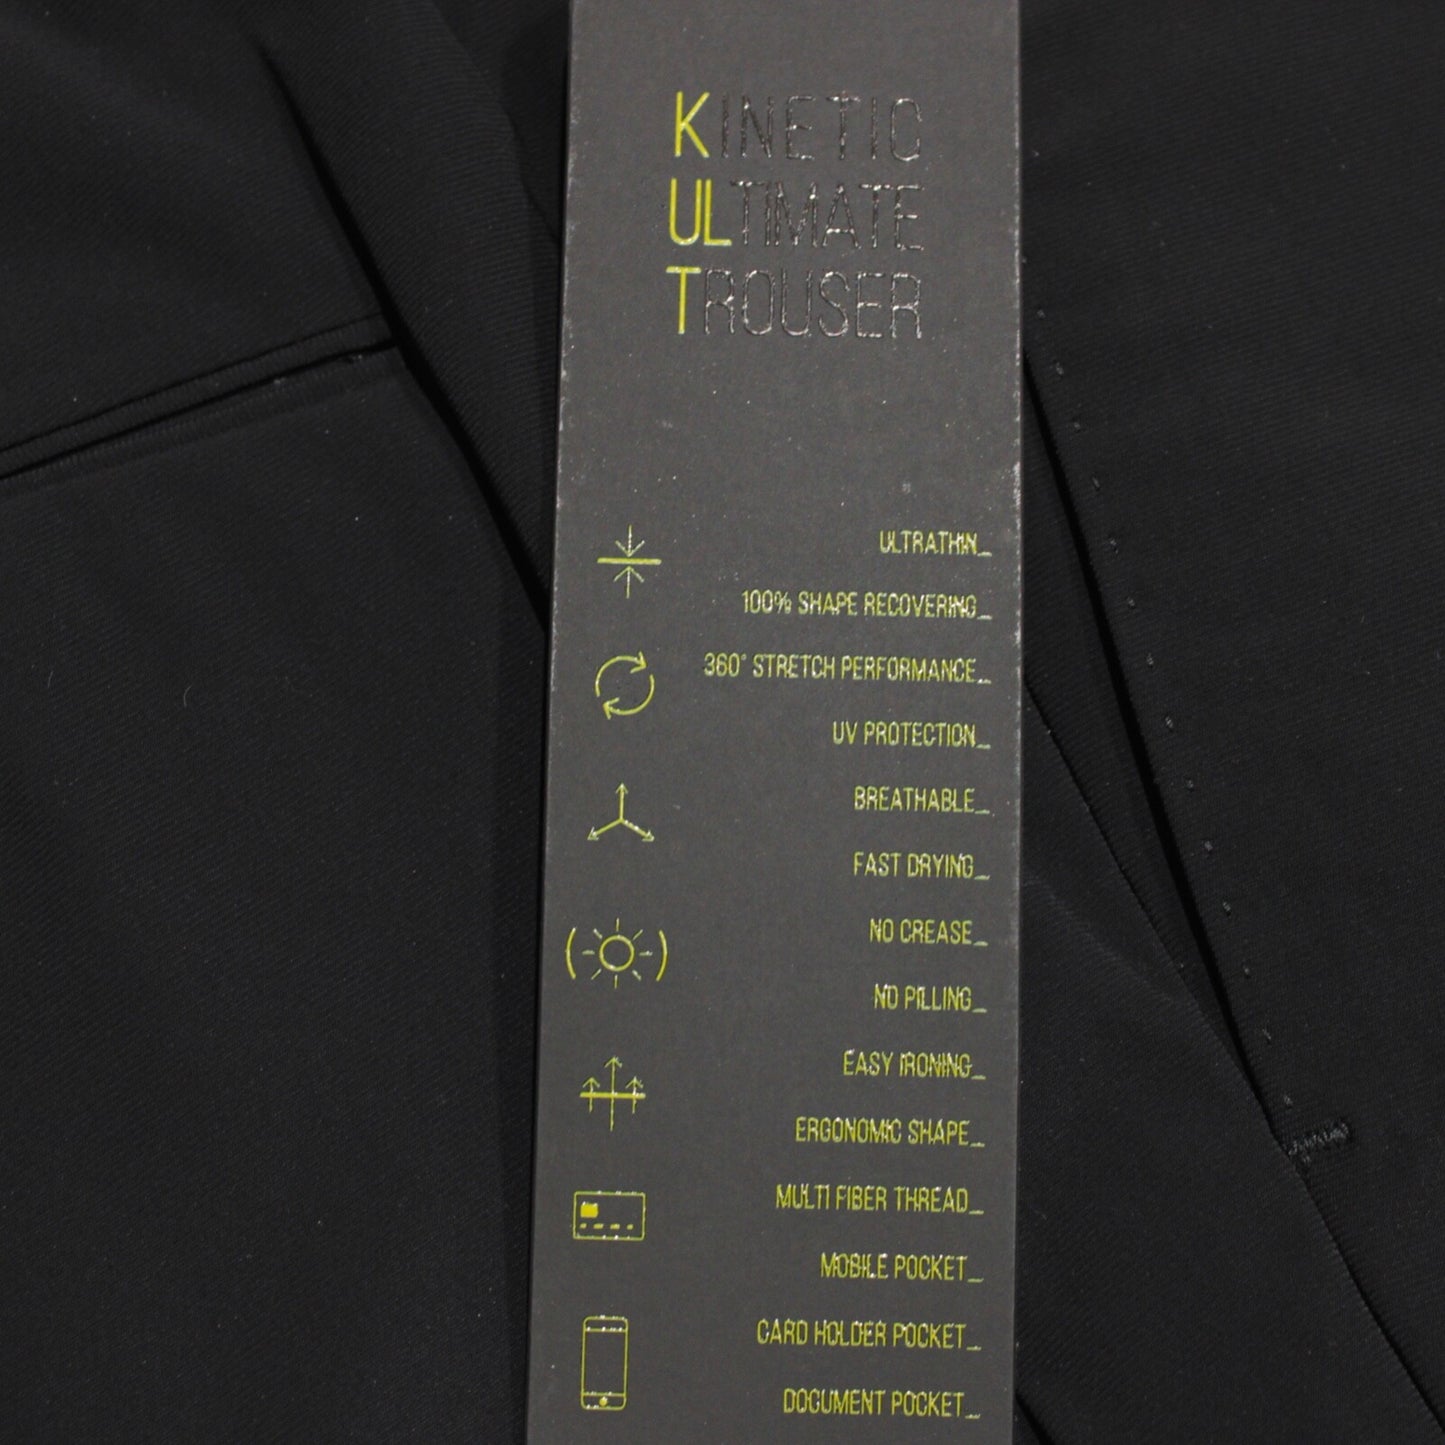 KINETIC
ULTIMATE
TROUSER
ULTRATHIN_
100% SHAPE RECOVERING_
360° STRETCH PERFORMANCE_
UV PROTECTION_
BREATHABLE_
FAST DRYING_
NO CREASE_
NO PILLING_
EASY IRONING_
ERGONOMIC SHAPE_
MULTI FIBER THREAD_
MOBILE POCKET_
CARD HOLDER POCKET_
DOCUMENT POCKET_